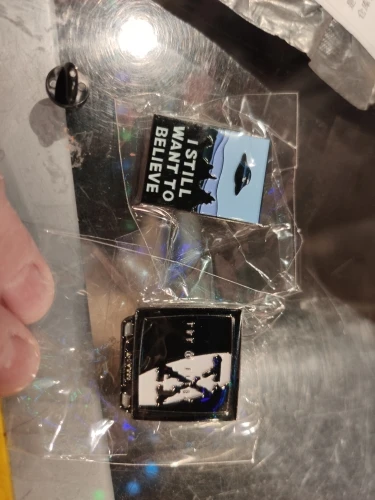 I STILL
WANT TO
BELIEVE
X